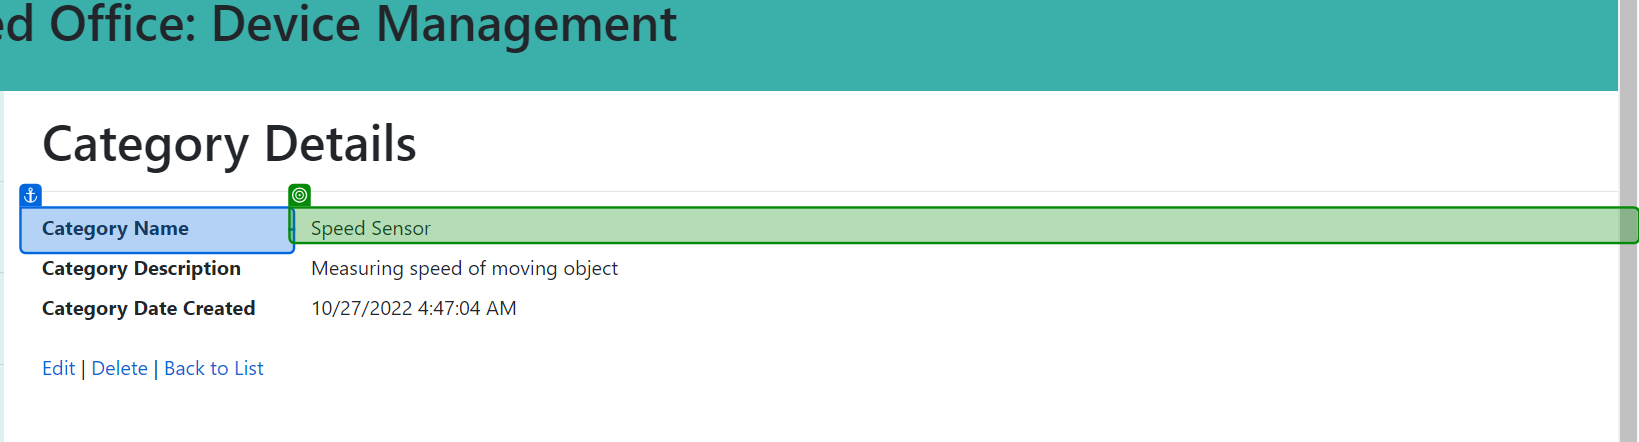 ed Office: Device Management
Category Details
Category Name Speed Sensor
Category Description Measuring speed of moving object
Category Date Created 10/27/2022 4:47:04 AM
Edit | Delete | Back to List